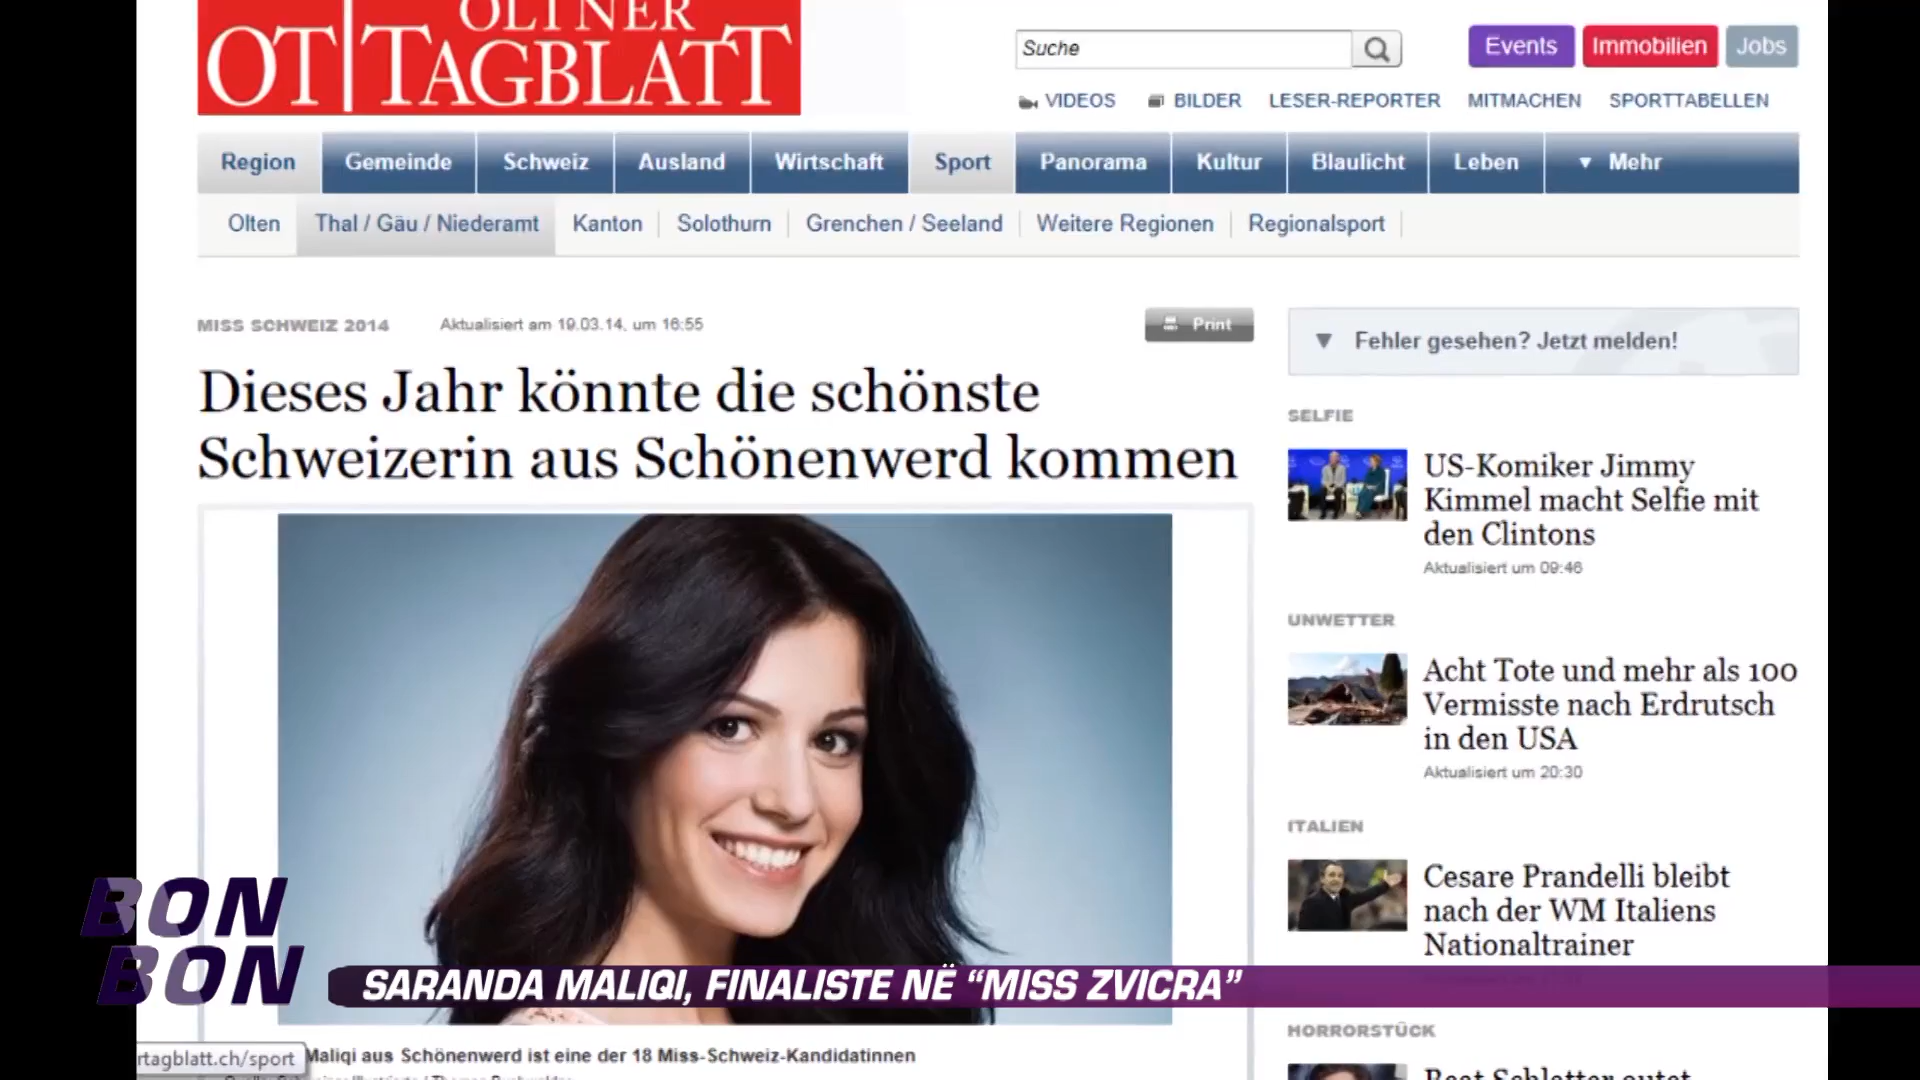 OLTNER
OT TAGBLATT
Suche
Events Immobilien Jobs
VIDEOS BILDER LESER-REPORTER MITMACHEN SPORTTABELLEN
Region Gemeinde Schweiz Ausland Wirtschaft Sport Panorama Kultur Blaulicht Leben Mehr
Olten Thal / Gäu / Niederamt Kanton Solothurn Grenchen / Seeland Weitere Regionen Regionalsport
MISS SCHWEIZ 2014 Aktualisiert am 19.03.14, um 16:55
Print
Dieses Jahr könnte die schönste
Schweizerin aus Schönenwerd kommen
Fehler gesehen? Jetzt melden!
SELFIE
US-Komiker Jimmy
Kimmel macht Selfie mit
den Clintons
Aktualisiert um 09:46
UNWETTER
Acht Tote und mehr als 100
Vermisste nach Erdrutsch
in den USA
Aktualisiert um 20:30
ITALIEN
Cesare Prandelli bleibt
nach der WM Italiens
Nationaltrainer
HORRORSTÜCK
Beat Schlatter outet
BON
BON
SARANDA MALIQI, FINALISTE NË “MISS ZVICRA”
rtagblatt.ch/sport
Maliqi aus Schönenwerd ist eine der 18 Miss-Schweiz-Kandidatinnen